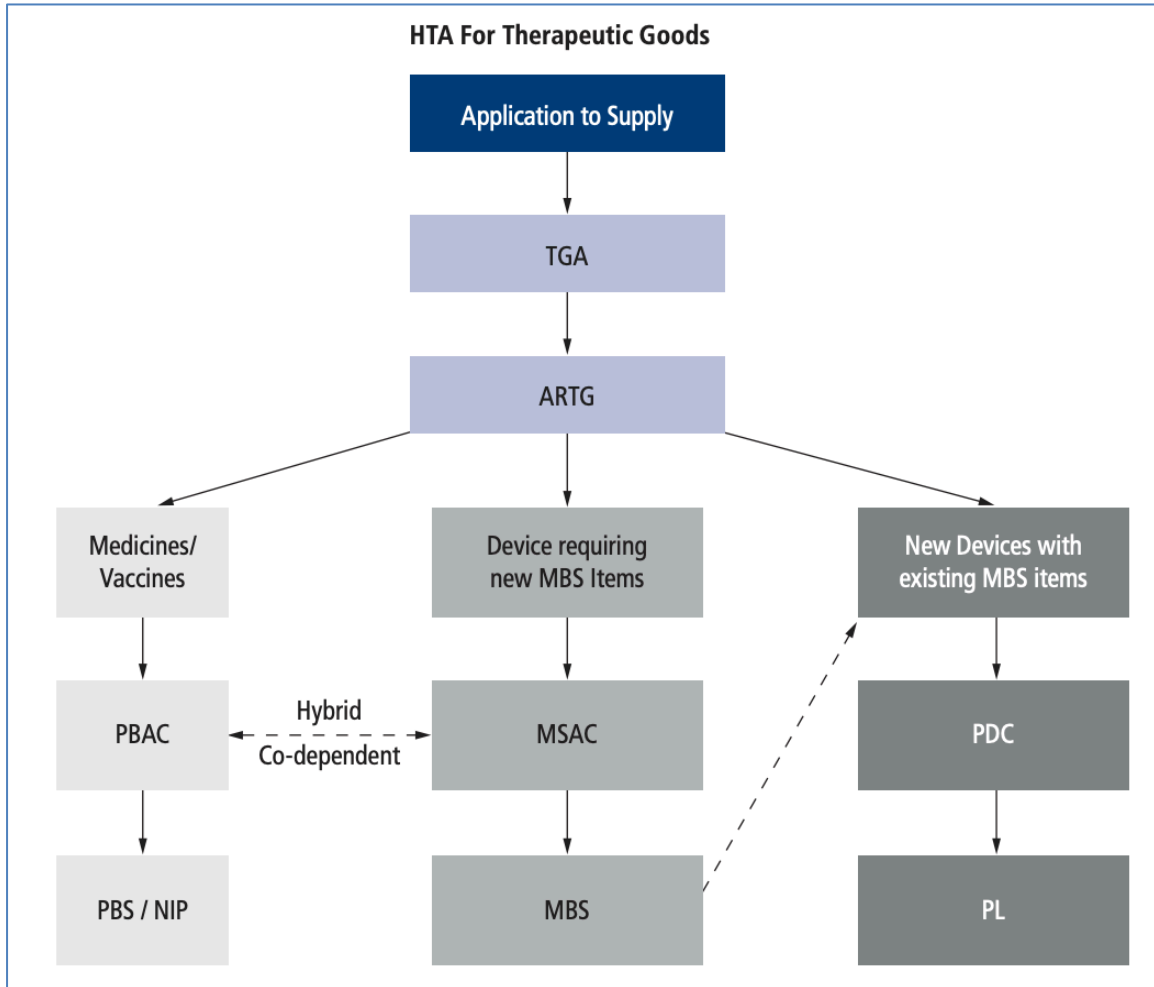 HTA For Therapeutic Goods
Application to Supply
TGA
ARTG
Medicines/
Vaccines
Device requiring
new MBS Items
New Devices with
existing MBS items
PBAC
Hybrid
Co-dependent
MSAC
PDC
PBS / NIP
MBS
PL